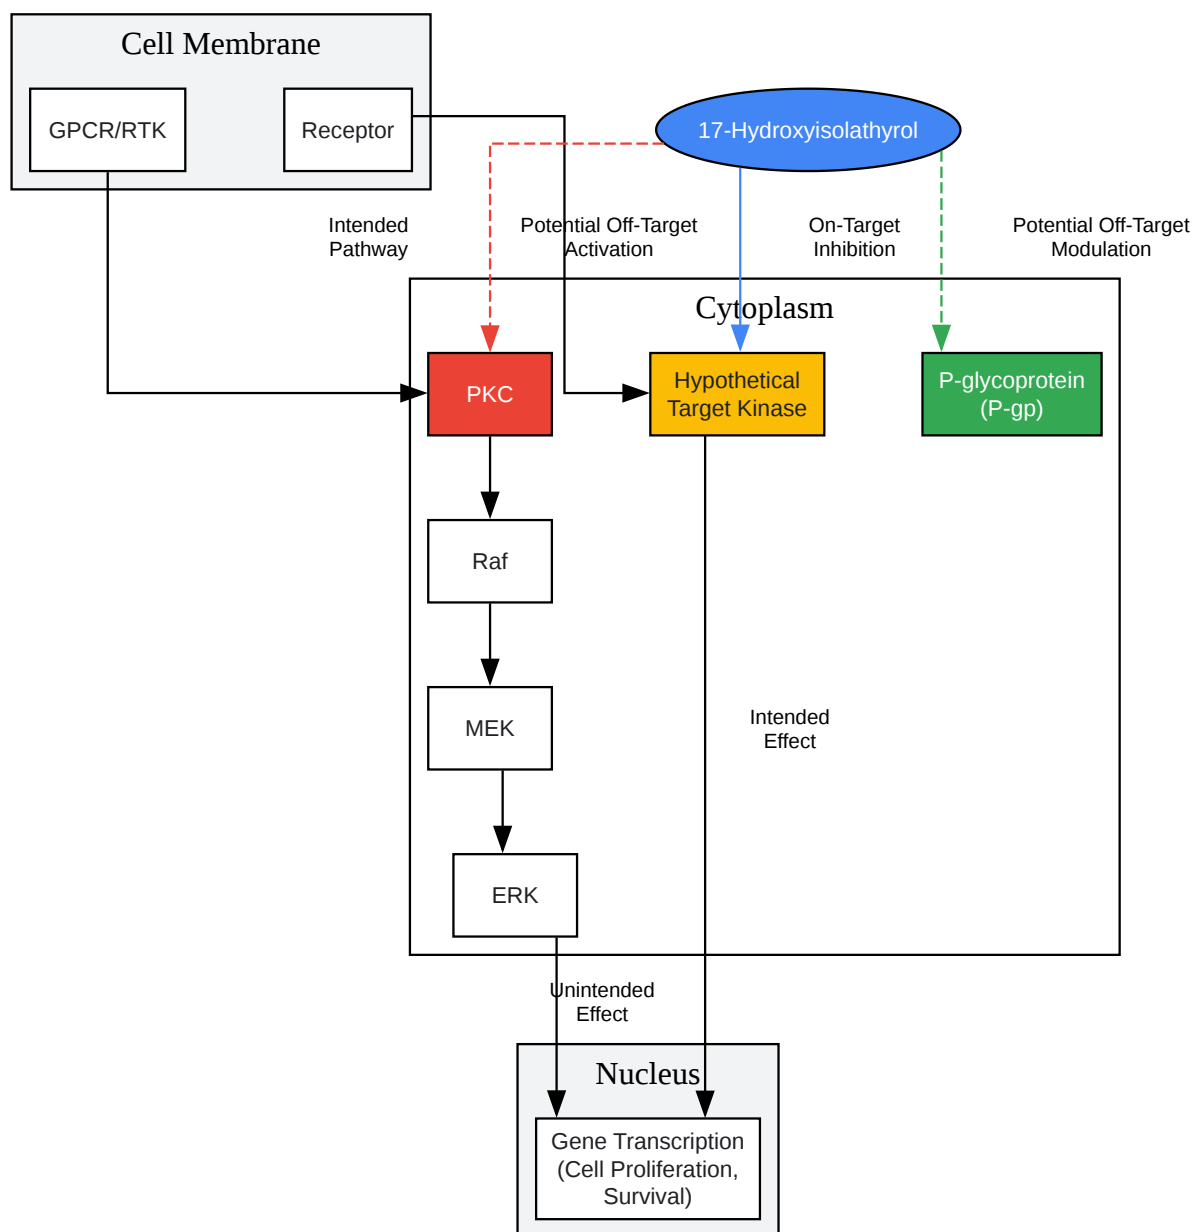 Cell Membrane
GPCR/RTK
Receptor
17-Hydroxyisolathyrol
Intended
Pathway
Potential Off-Target
Activation
On-Target
Inhibition
Potential Off-Target
Modulation
Cytoplasm
PKC
Hypothetical
Target Kinase
P-glycoprotein
(P-gp)
Raf
MEK
Intended
Effect
ERK
Unintended
Effect
Nucleus
Gene Transcription
(Cell Proliferation,
Survival)